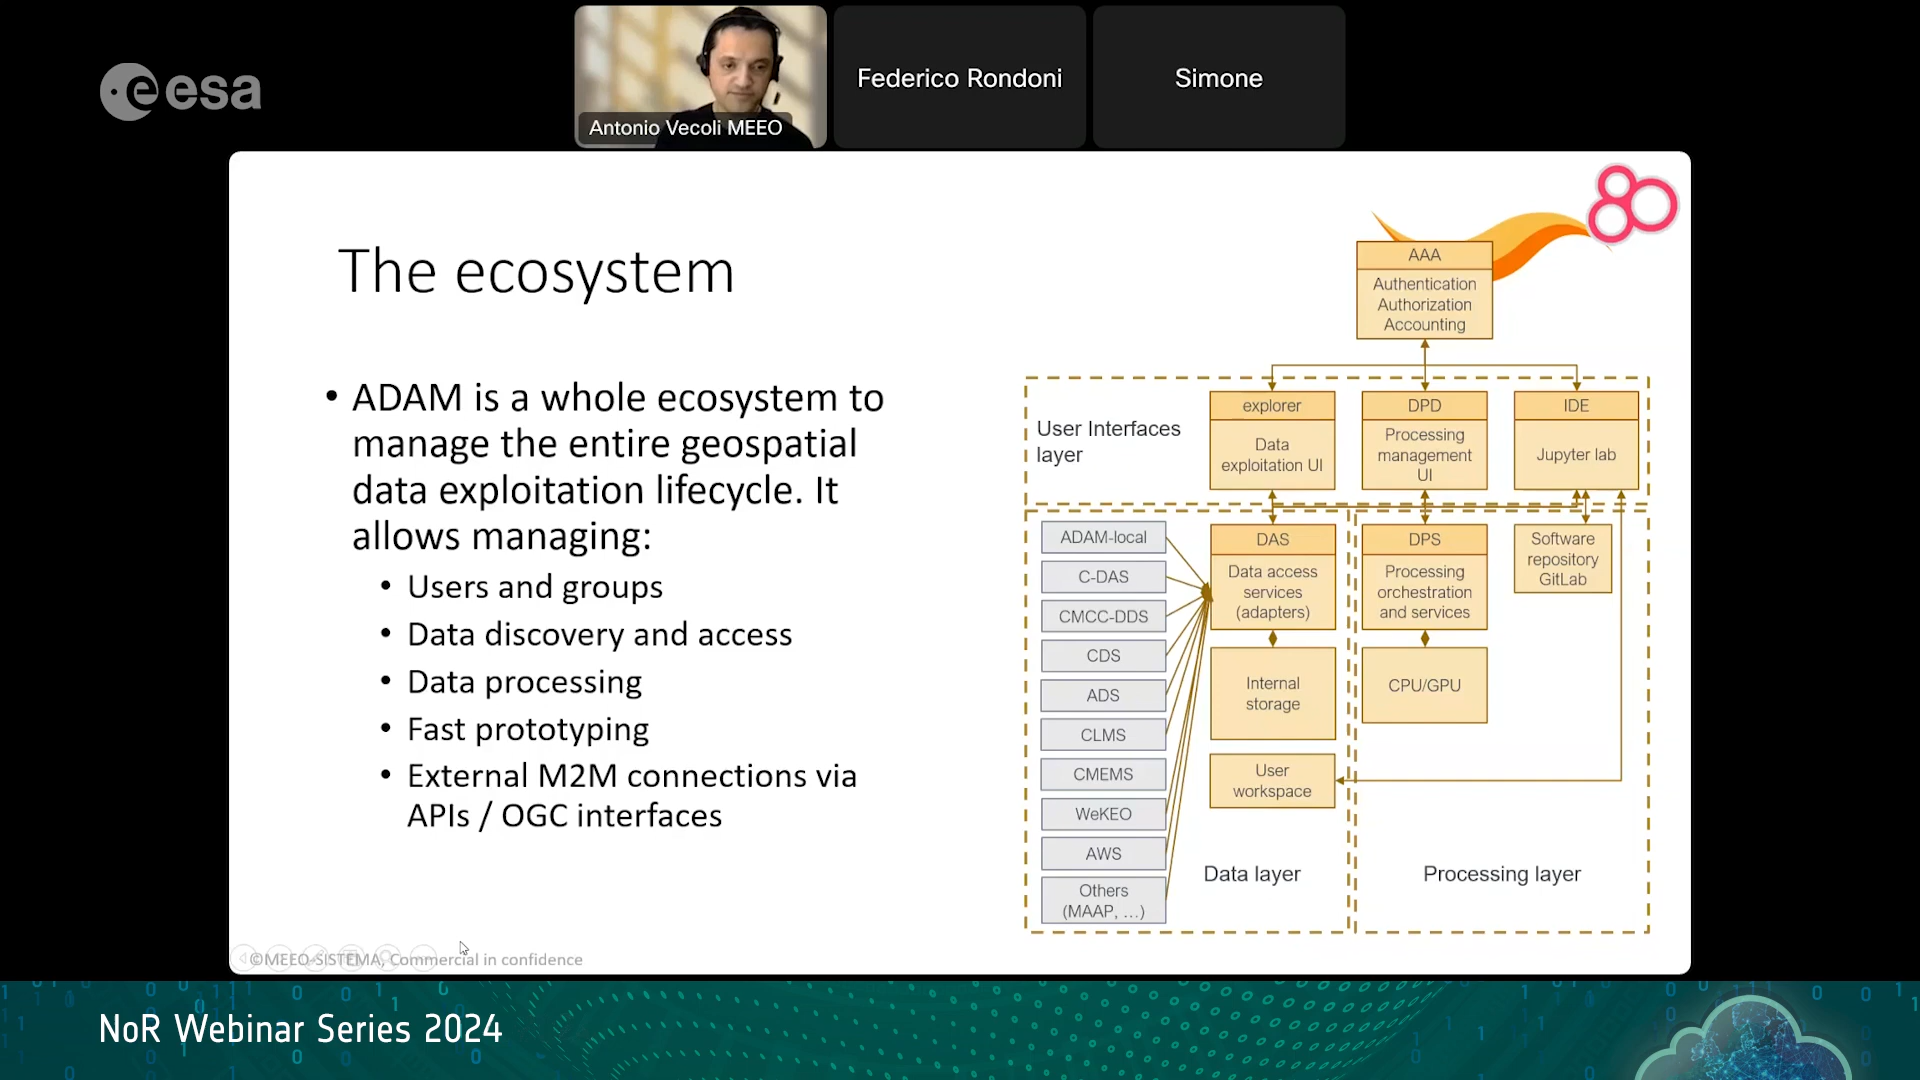 esa
Antonio Vecoli MEEO
Federico Rondoni
Simone
The ecosystem
• ADAM is a whole ecosystem to
manage the entire geospatial
data exploitation lifecycle. It
allows managing:
• Users and groups
• Data discovery and access
• Data processing
• Fast prototyping
• External M2M connections via
APIs / OGC interfaces
AAA
Authentication
Authorization
Accounting
User Interfaces
layer
explorer
Data
exploitation UI
DPD
Processing
management
UI
IDE
Jupyter lab
ADAM-local
C-DAS
CMCC-DDS
CDS
ADS
CLMS
CMEMS
WeKEO
AWS
Others
(MAAP, ...)
DAS
Data access
services
(adapters)
Internal
storage
User
workspace
Data layer
DPS
Processing
orchestration
and services
CPU/GPU
Software
repository
GitLab
Processing layer
©MEEO-SISTEMA, Commercial in confidence
NoR Webinar Series 2024